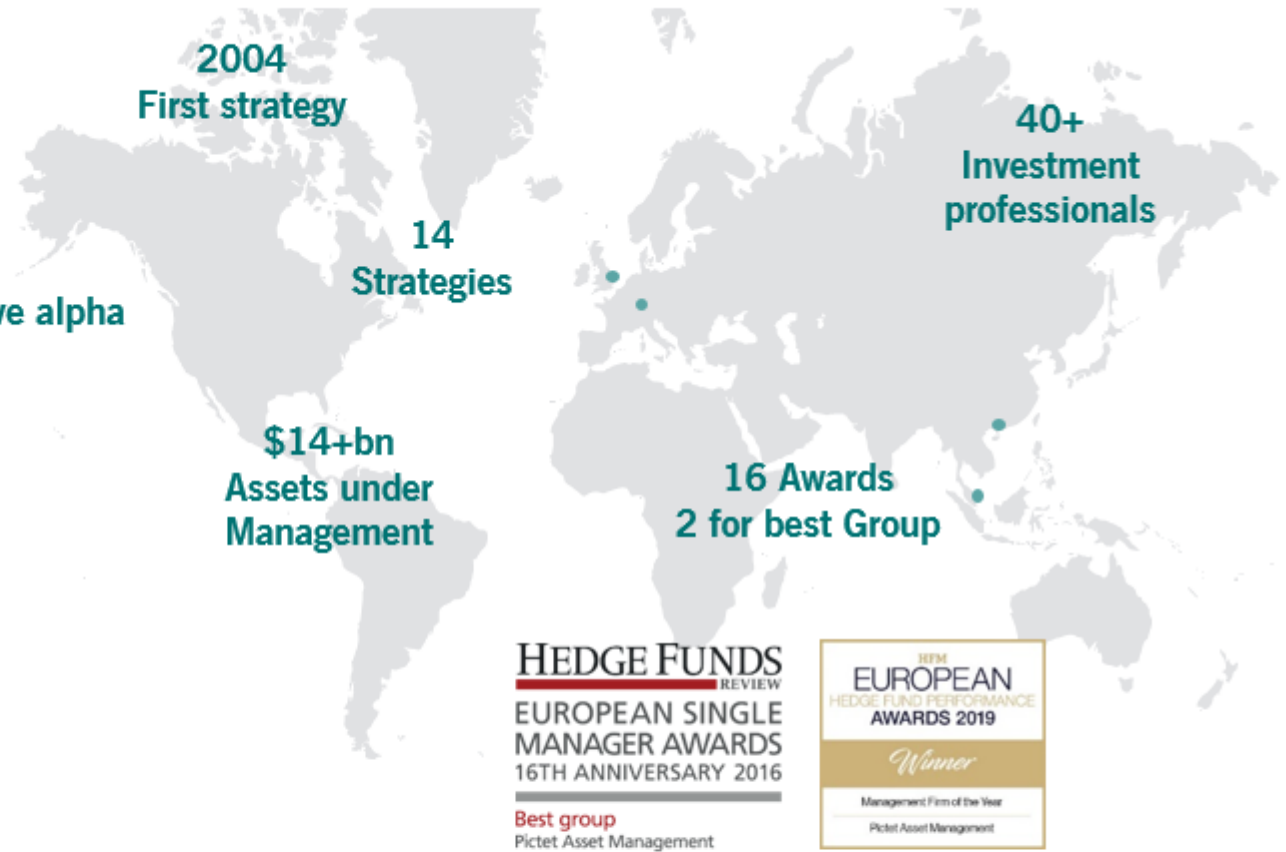 2004
First strategy
40+
Investment
professionals
14
Strategies
alpha
$14+bn
Assets under
Management
16 Awards
2 for best Group
HEDGE FUNDS
REVIEW
EUROPEAN SINGLE
MANAGER AWARDS
16TH ANNIVERSARY 2016
Best group
Pictet Asset Management
HFM
EUROPEAN
HEDGE FUND PERFORMANCE
AWARDS 2019
Winner
Management Firm of the Year
Pictet Asset Management